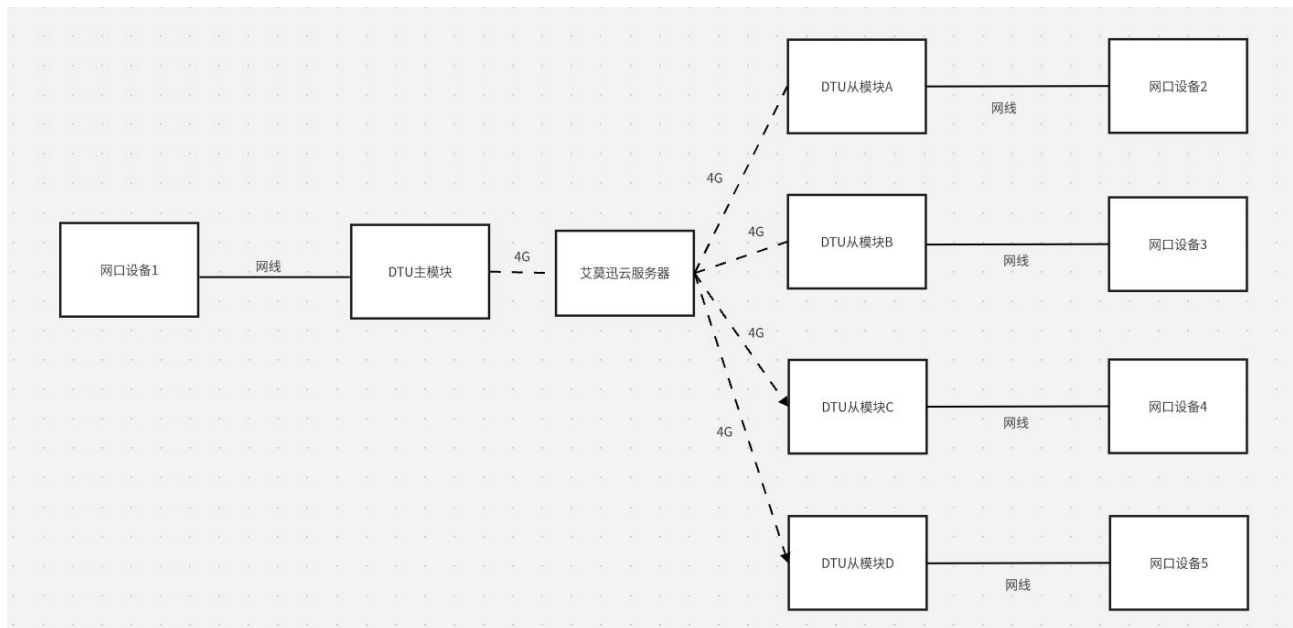 DTU从模块A
网线
网口设备2
4G
DTU从模块B
网线
网口设备3
4G
网口设备1
网线
DTU主模块
4G
艾莫迅云服务器
4G
DTU从模块C
网线
网口设备4
4G
DTU从模块D
网线
网口设备5